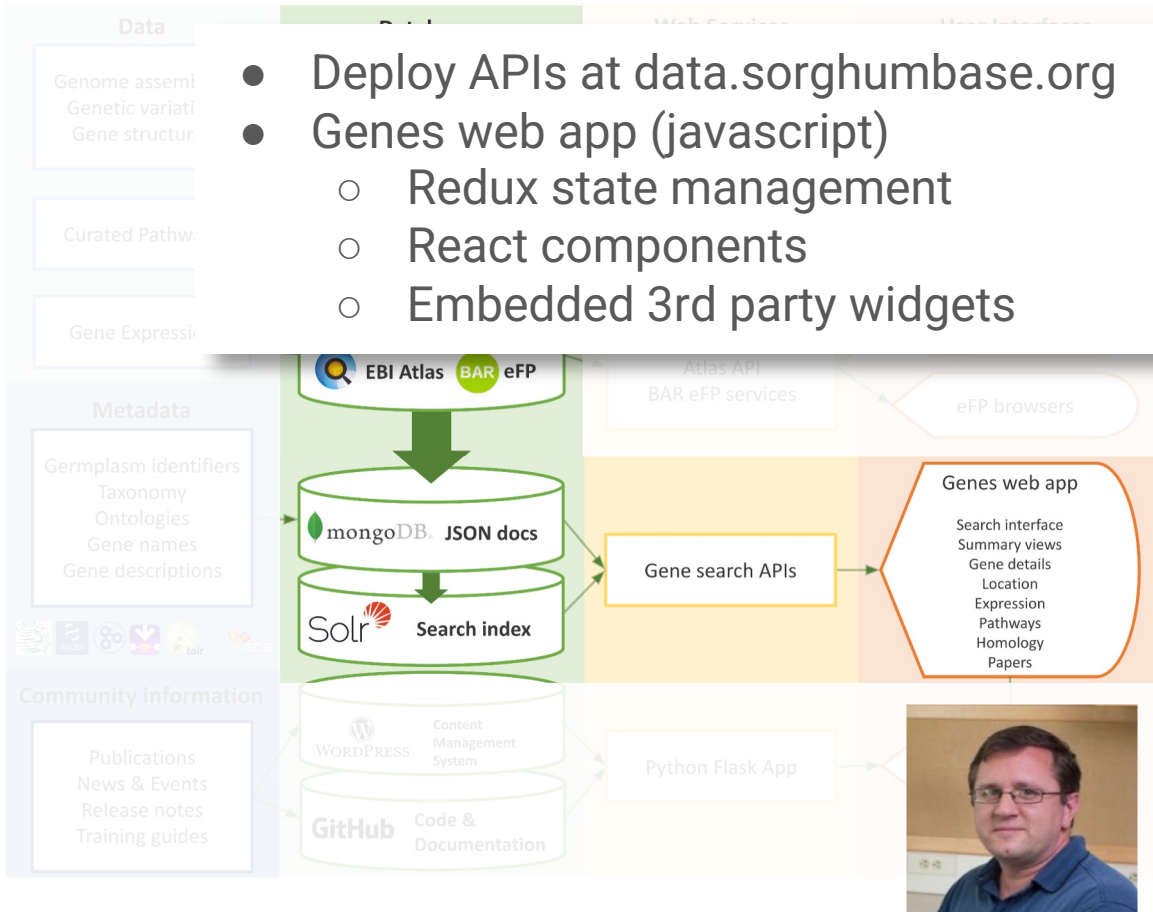 Data
Web Services
User Interfaces
● Deploy APIs at data.sorghumbase.org
● Genes web app (javascript)
○ Redux state management
○ React components
○ Embedded 3rd party widgets
Genome assemb
Genetic variati
Gene structur
Curated Pathw
Gene Expressi
EBI Atlas BAR eFP
Atlas API
BAR eFP services
eFP browsers
Metadata
Germplasm identifiers
Taxonomy
Ontologies
Gene names
Gene descriptions
mongoDB. JSON docs
Solr Search index
Gene search APIs
Genes web app
Search interface
Summary views
Gene details
Location
Expression
Pathways
Homology
Papers
Community information
Publications
News & Events
Release notes
Training guides
WORDPRESS
Content
Management
System
GitHub
Code &
Documentation
Python Flask App